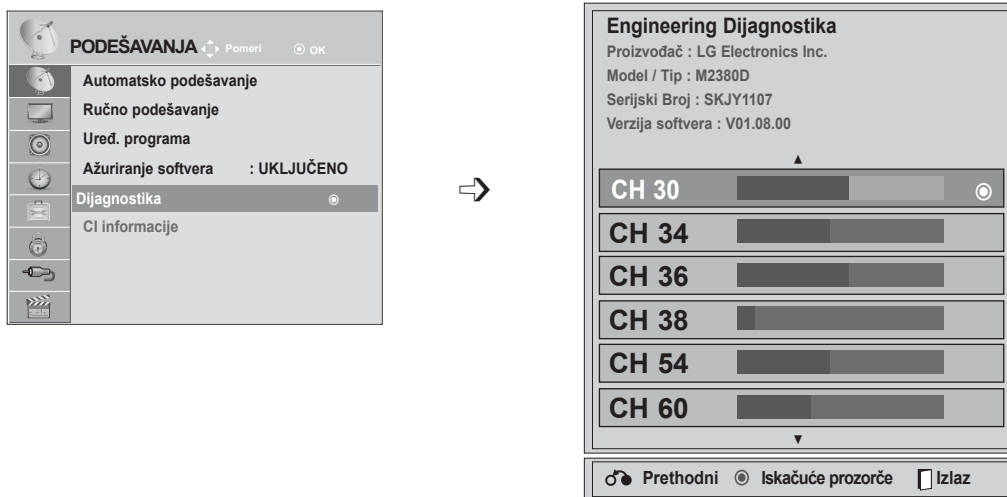 PODEŠAVANJA Pomeri OK
Automatsko podešavanje
Ručno podešavanje
Uređ. programa
Ažuriranje softvera : UKLJUČENO
Dijagnostika
CI informacije
Engineering Dijagnostika
Proizvođač : LG Electronics Inc.
Model / Tip : M2380D
Serijski Broj : SKJY1107
Verzija softvera : V01.08.00
CH 30
CH 34
CH 36
CH 38
CH 54
CH 60
Prethodni Iskačuće prozorče Izlaz